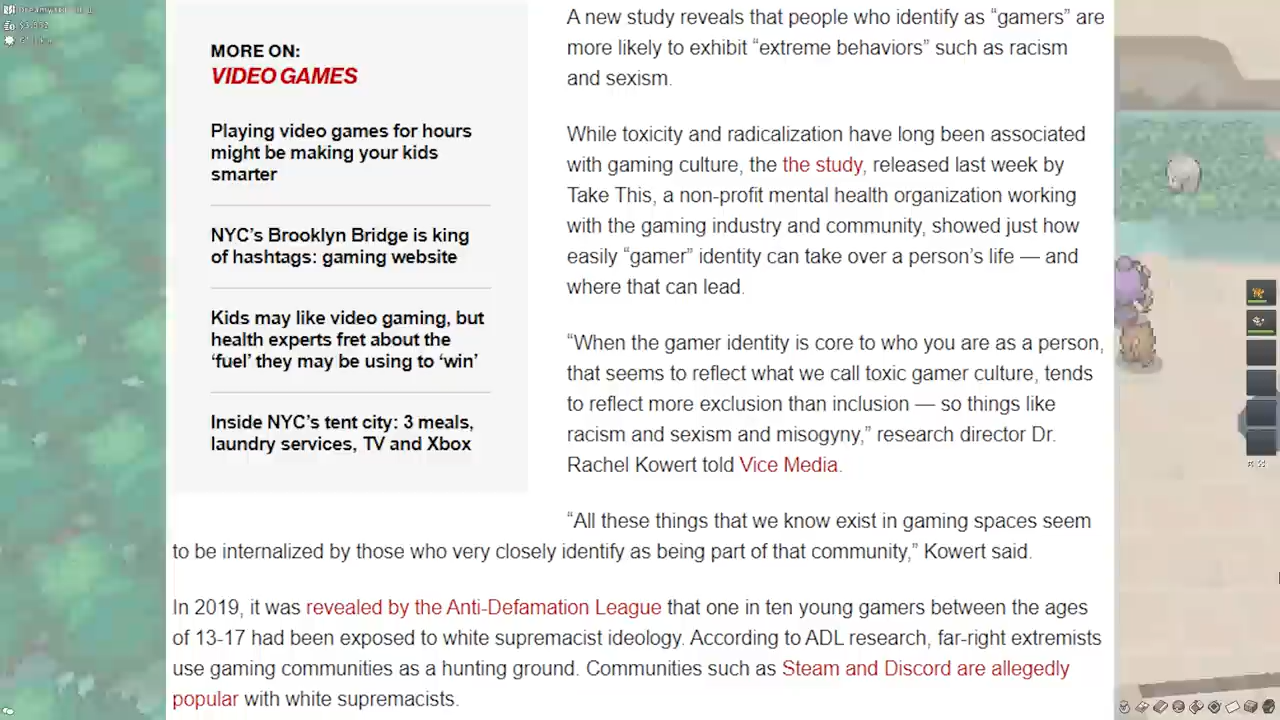 MORE ON:
VIDEO GAMES
Playing video games for hours
might be making your kids
smarter
NYC’s Brooklyn Bridge is king
of hashtags: gaming website
Kids may like video gaming, but
health experts fret about the
‘fuel’ they may be using to ‘win’
Inside NYC’s tent city: 3 meals,
laundry services, TV and Xbox
A new study reveals that people who identify as “gamers” are
more likely to exhibit “extreme behaviors” such as racism
and sexism.
While toxicity and radicalization have long been associated
with gaming culture, the the study, released last week by
Take This, a non-profit mental health organization working
with the gaming industry and community, showed just how
easily “gamer” identity can take over a person’s life — and
where that can lead.
“When the gamer identity is core to who you are as a person,
that seems to reflect what we call toxic gamer culture, tends
to reflect more exclusion than inclusion — so things like
racism and sexism and misogyny,” research director Dr.
Rachel Kowert told Vice Media.
“All these things that we know exist in gaming spaces seem
to be internalized by those who very closely identify as being part of that community,” Kowert said.
In 2019, it was revealed by the Anti-Defamation League that one in ten young gamers between the ages
of 13-17 had been exposed to white supremacist ideology. According to ADL research, far-right extremists
use gaming communities as a hunting ground. Communities such as Steam and Discord are allegedly
popular with white supremacists.